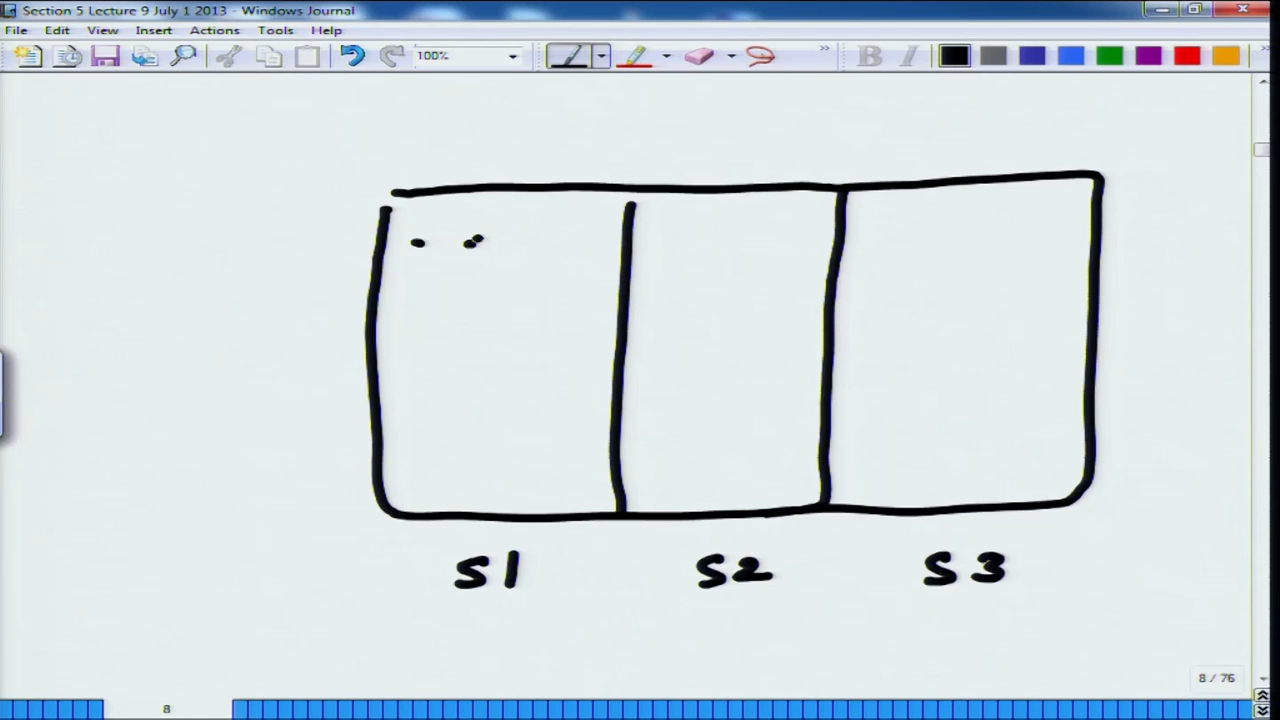 Section 5 Lecture 9 July 1 2013 - Windows Journal
File Edit View Insert Actions Tools Help
100% B I
S1 S2 S3
8 / 76
8